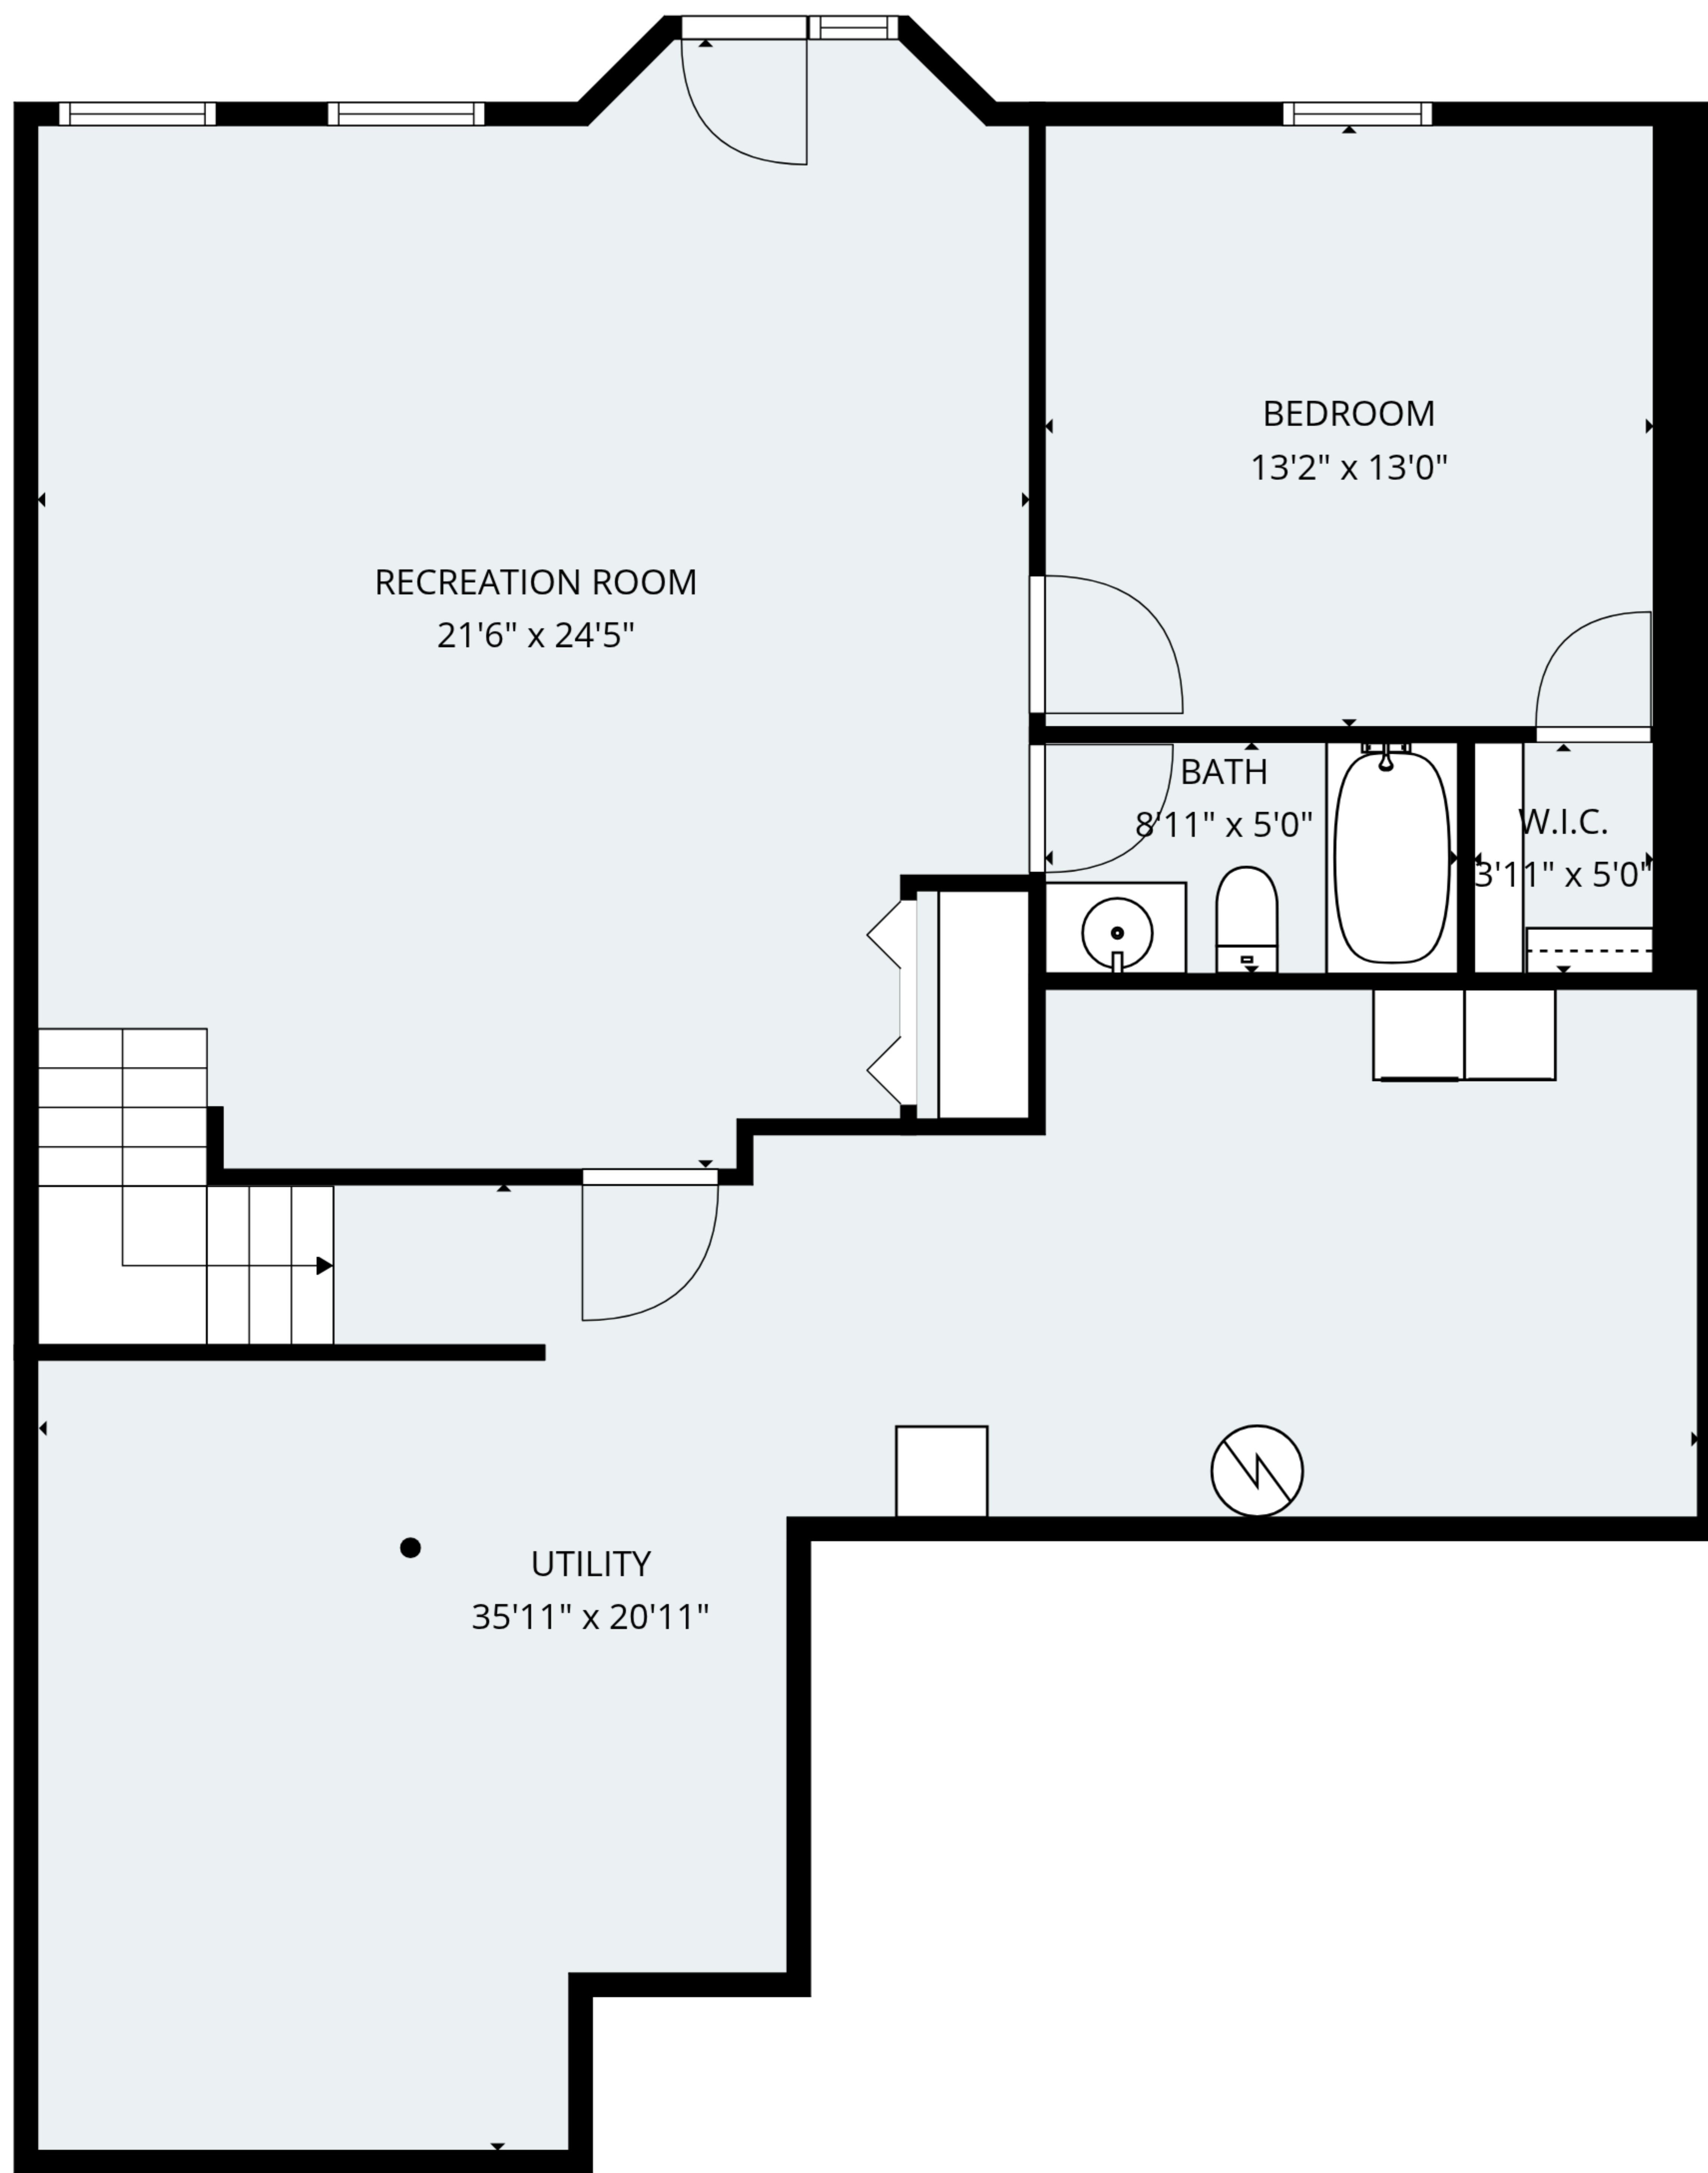 BEDROOM
13'2" x 13'0"
RECREATION ROOM
21'6" x 24'5"
BATH
8'11" x 5'0"
W.I.C.
3'11" x 5'0"
UTILITY
35'11" x 20'11"